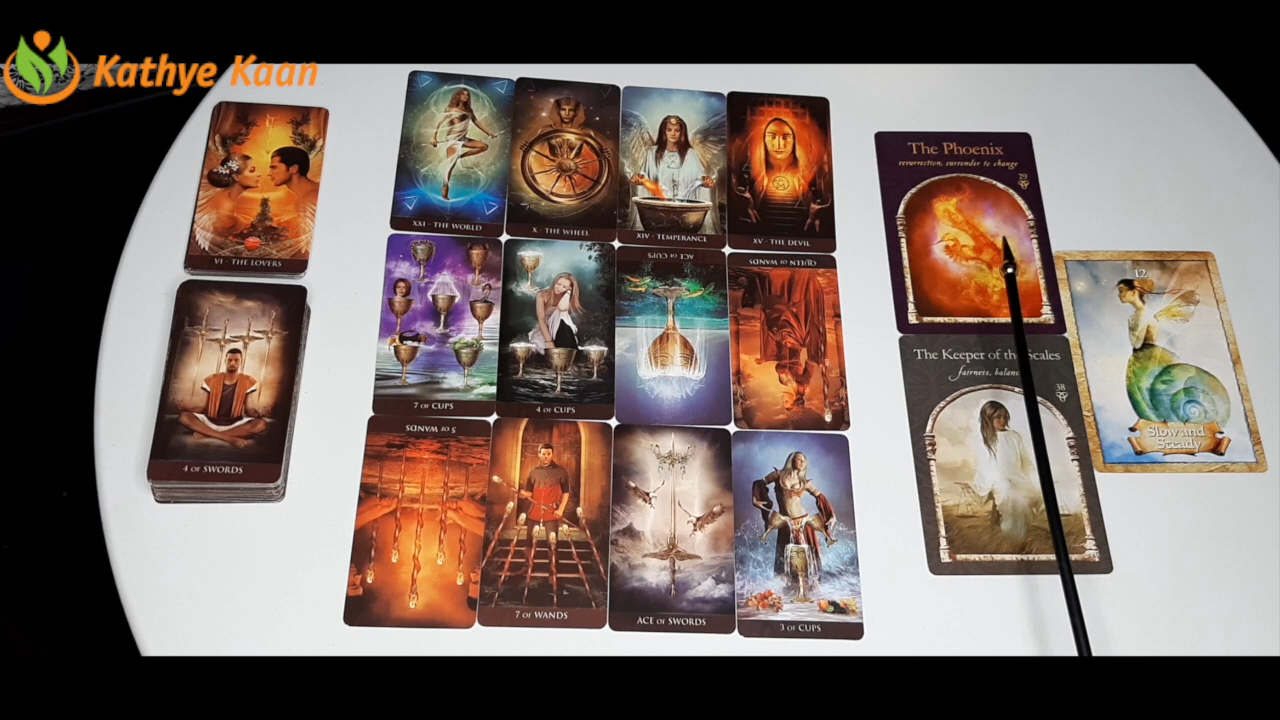 Kathye Kaan
VI · THE LOVERS
4 OF SWORDS
XXI · THE WORLD
X · THE WHEEL
XIV · TEMPERANCE
XV · THE DEVIL
7 OF CUPS
4 OF CUPS
ACE OF CUPS
QUEEN OF WANDS
5 OF WANDS
7 OF WANDS
ACE OF SWORDS
3 OF CUPS
The Phoenix
resurrection, surrender to change
29
The Keeper of the Scales
fairness, balance
38
12
Slow and
Steady